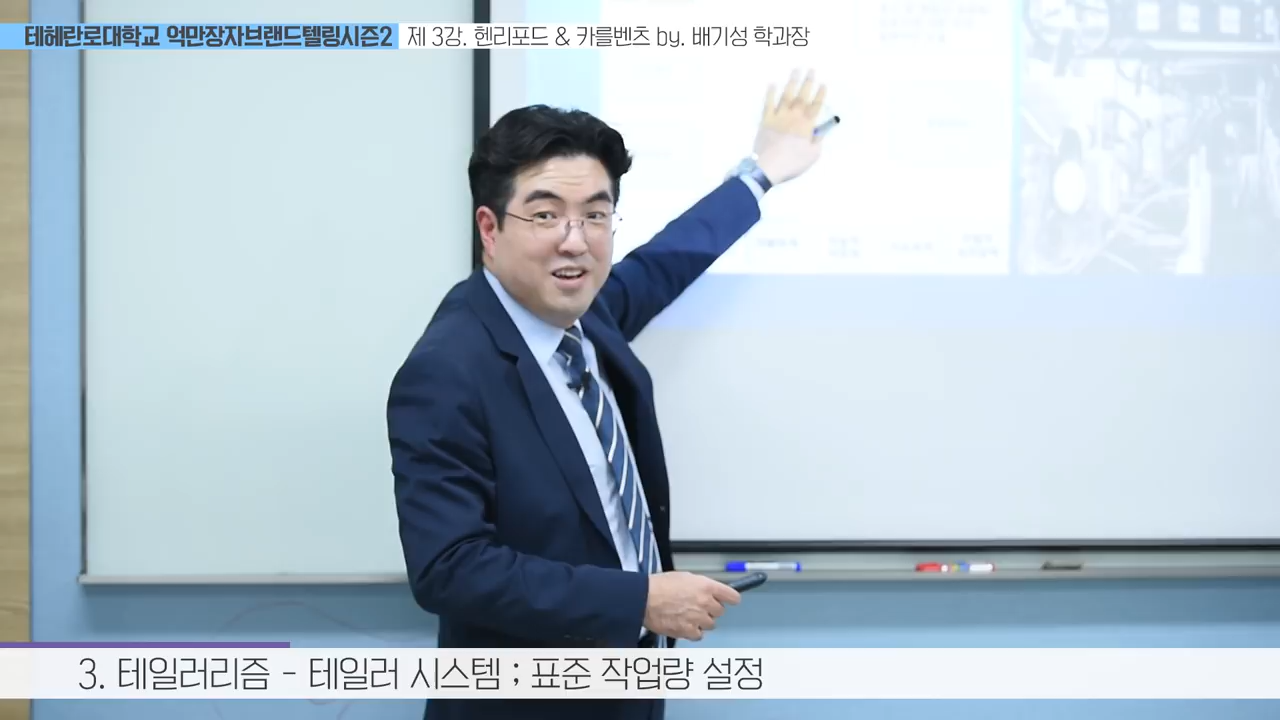 테헤란로대학교 억만장자브랜드텔링시즌2 제 3강. 헨리포드 & 카를벤츠 by. 배기성 학과장
3. 테일러리즘 - 테일러 시스템 ; 표준 작업량 설정